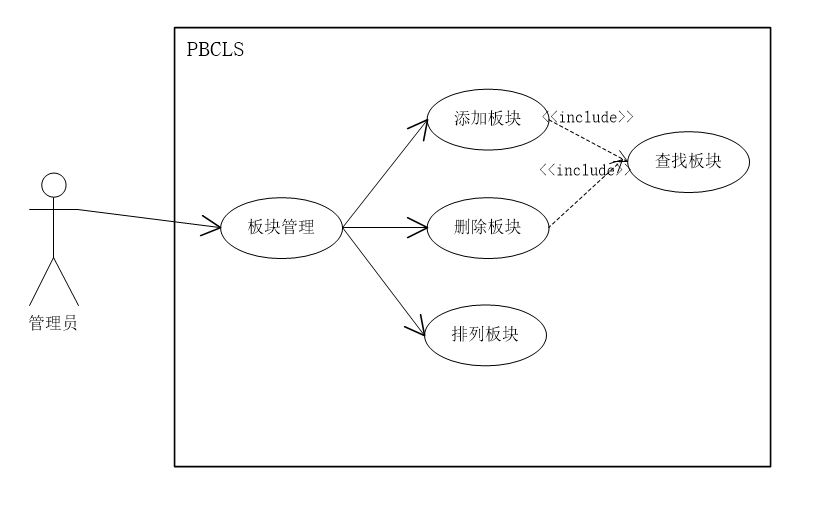 PBCLS
添加板块
<<include>>
查找板块
<<include>>
板块管理
删除板块
管理员
排列板块